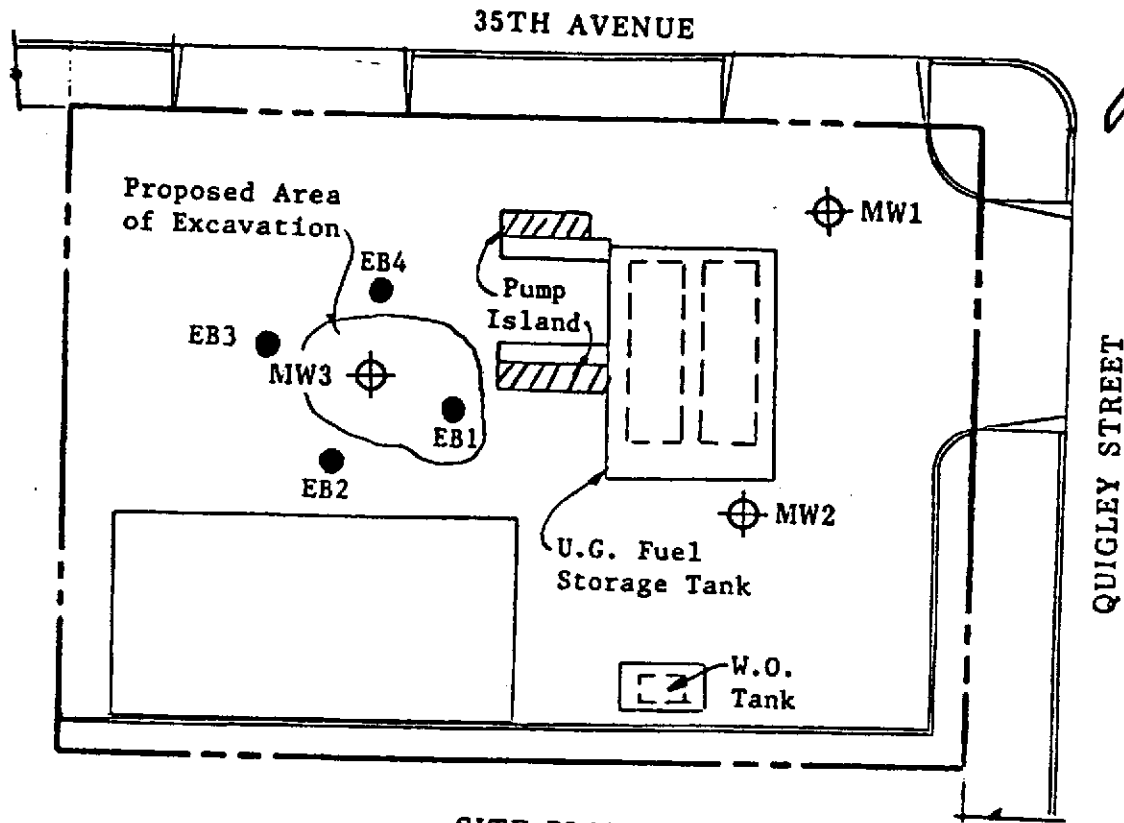 35TH AVENUE
Proposed Area
of Excavation
MW1
EB4
Pump
Island
EB3
MW3
EB1
EB2
MW2
U.G. Fuel
Storage Tank
W.O.
Tank
QUIGLEY STREET